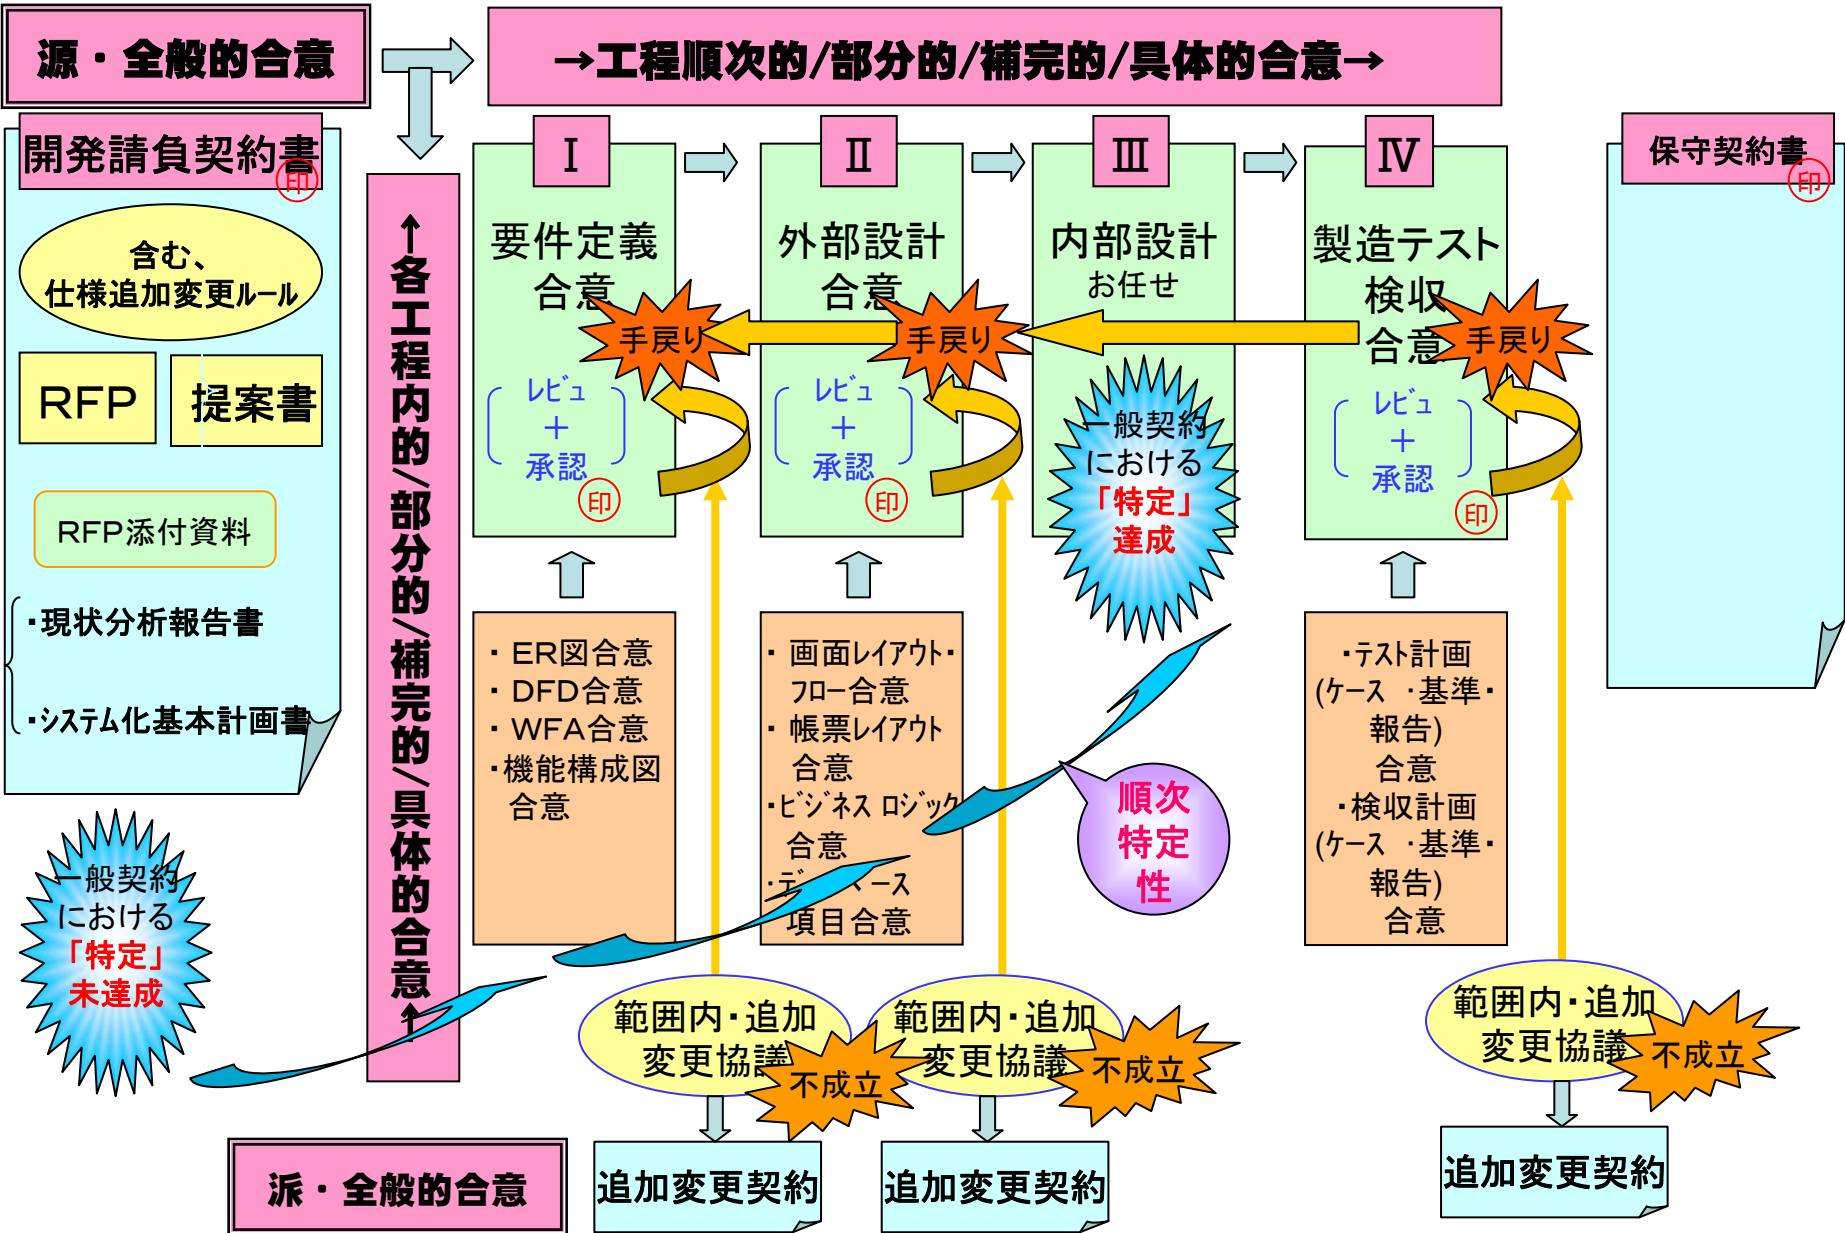 源・全般的合意
→工程順次的/部分的/補完的/具体的合意→
開発請負契約書
印
含む、
仕様追加変更ﾙｰﾙ
RFP
提案書
RFP添付資料
・現状分析報告書
・ｼｽﾃﾑ化基本計画書
一般契約
における
「特定」
未達成
↑各工程内的/部分的/補完的/具体的合意↑
Ⅰ
要件定義
合意
手戻り
ﾚﾋﾞｭ
＋
承認
印
・ER図合意
・DFD合意
・WFA合意
・機能構成図
合意
Ⅱ
外部設計
合意
手戻り
ﾚﾋﾞｭ
＋
承認
印
・画面ﾚｲｱｳﾄ・
ﾌﾛｰ合意
・帳票ﾚｲｱｳﾄ
合意
・ﾋﾞｼﾞﾈｽ ﾛｼﾞｯｸ
合意
項目合意
Ⅲ
内部設計
お任せ
一般契約
における
「特定」
達成
順次
特定
性
Ⅳ
製造テスト
検収
合意
手戻り
ﾚﾋﾞｭ
＋
承認
印
・ﾃｽﾄ計画
(ｹｰｽ ・基準・
報告)
合意
・検収計画
(ｹｰｽ ・基準・
報告)
合意
保守契約書
印
範囲内・追加
変更協議
不成立
範囲内・追加
変更協議
不成立
範囲内・追加
変更協議
不成立
派・全般的合意
追加変更契約
追加変更契約
追加変更契約